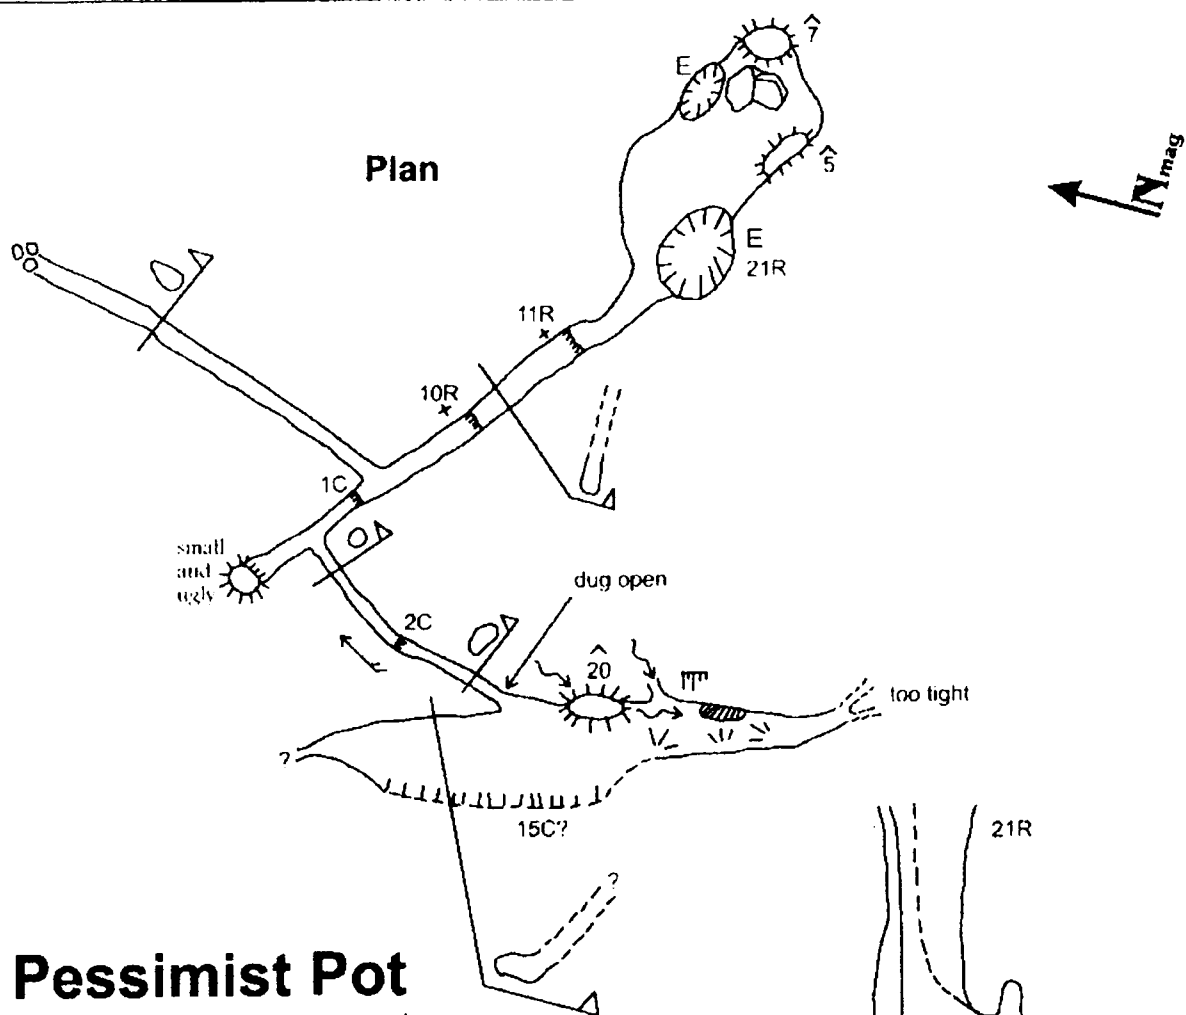 7
E
Plan
5
N mag
E
21R
11R
10R
1C
small
and
ugly
dug open
2C
20
too tight
?
15C?
21R
?
Pessimist Pot